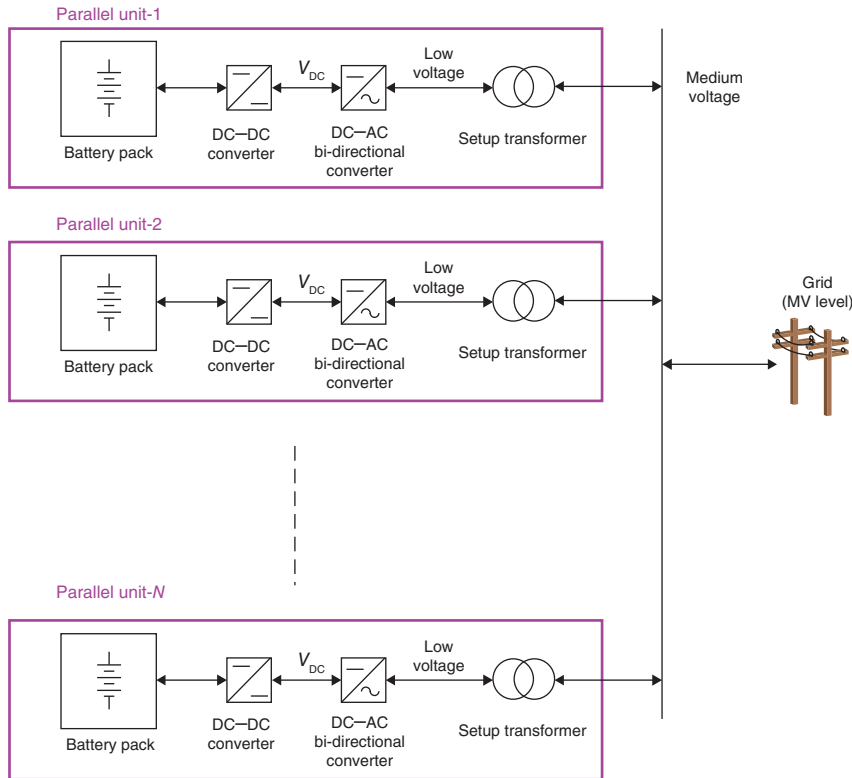 Parallel unit-1
Low
voltage
V_DC
Medium
voltage
Battery pack
DC—DC
converter
DC—AC
bi-directional
converter
Setup transformer
Parallel unit-2
Low
voltage
V_DC
Grid
(MV level)
Battery pack
DC—DC
converter
DC—AC
bi-directional
converter
Setup transformer
Parallel unit-N
Low
voltage
V_DC
Battery pack
DC—DC
converter
DC—AC
bi-directional
converter
Setup transformer